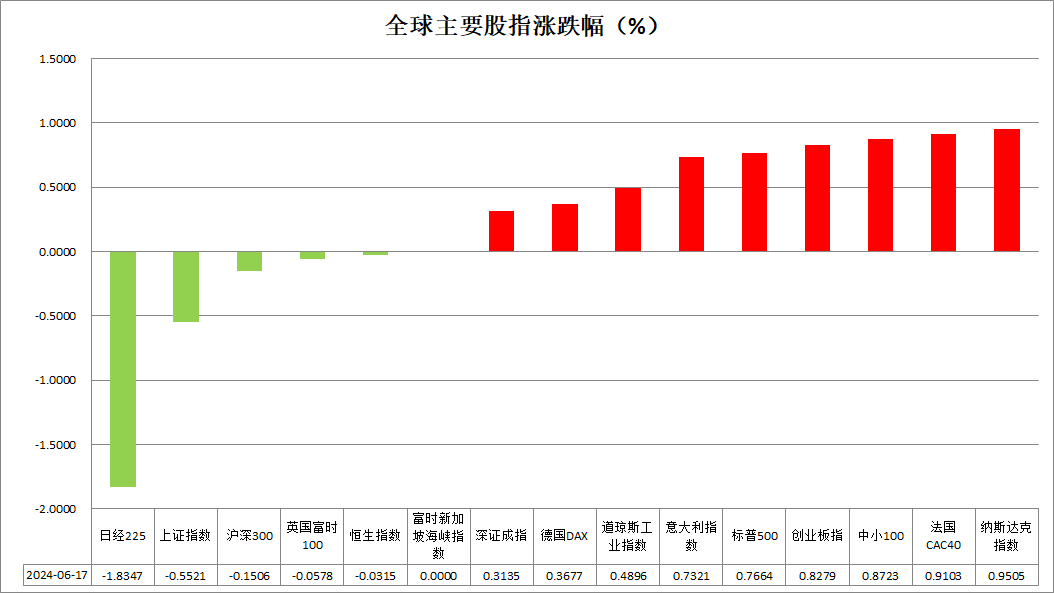 全球主要股指涨跌幅（%）
1.5000
1.0000
0.5000
0.0000
-0.5000
-1.0000
-1.5000
-2.0000
日经225
上证指数
沪深300
英国富时
100
恒生指数
富时新加
坡海峡指
数
深证成指
德国DAX
道琼斯工
业指数
意大利指
数
标普500
创业板指
中小100
法国
CAC40
纳斯达克
指数
2024-06-17 -1.8347 -0.5521 -0.1506 -0.0578 -0.0315 0.0000 0.3135 0.3677 0.4896 0.7321 0.7664 0.8279 0.8723 0.9103 0.9505